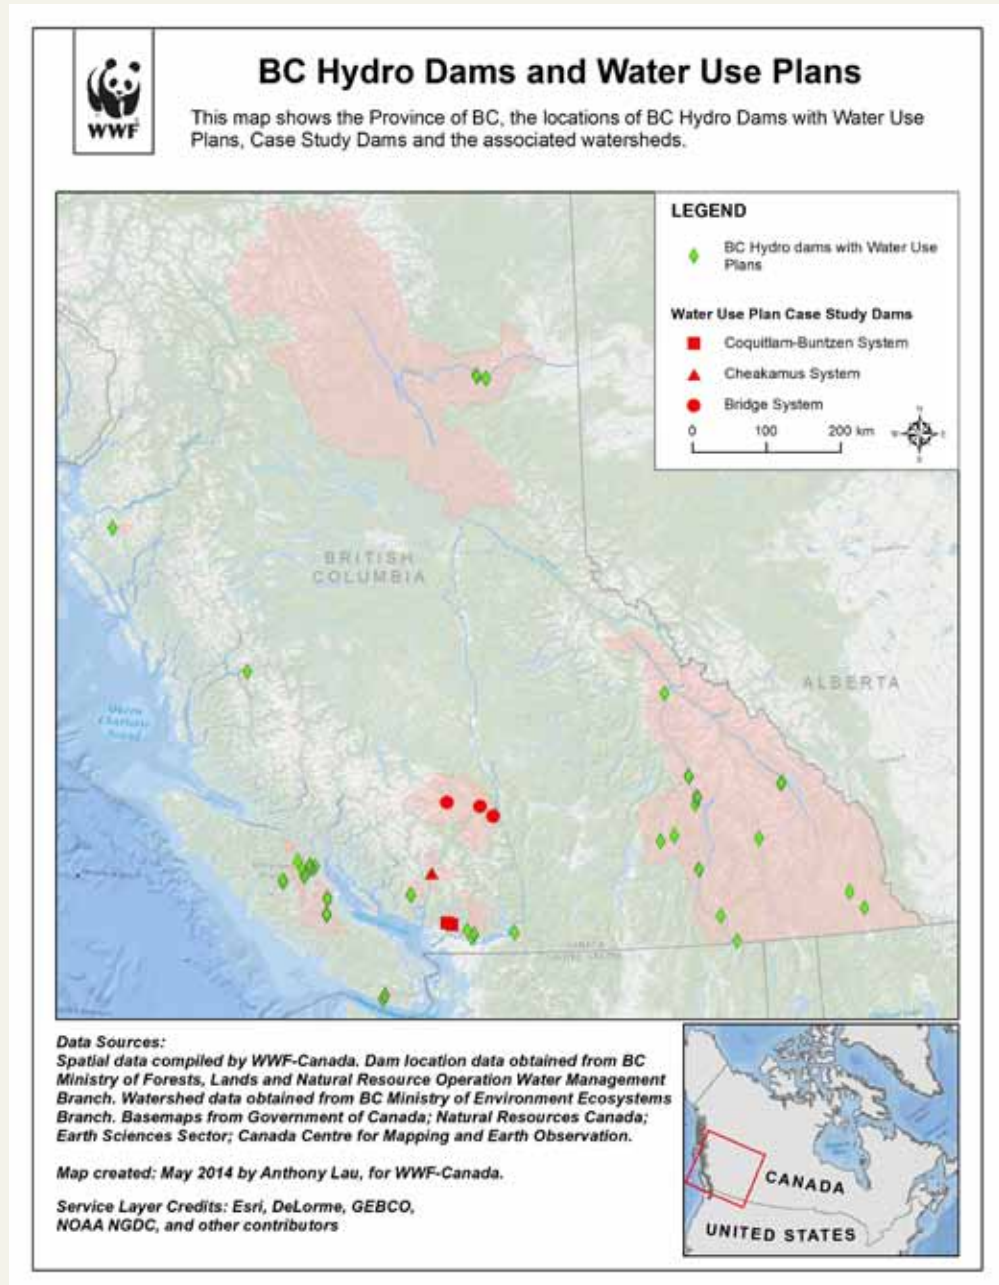 WWF
BC Hydro Dams and Water Use Plans
This map shows the Province of BC, the locations of BC Hydro Dams with Water Use
Plans, Case Study Dams and the associated watersheds.
LEGEND
BC Hydro dams with Water Use
Plans
Water Use Plan Case Study Dams
Coquitlam-Buntzen System
Cheakamus System
Bridge System
0 100 200 km
N
W E
S
BRITISH
COLUMBIA
ALBERTA
Queen
Charlotte
Sound
CANADA
UNITED STATES
Data Sources:
Spatial data compiled by WWF-Canada. Dam location data obtained from BC
Ministry of Forests, Lands and Natural Resource Operation Water Management
Branch. Watershed data obtained from BC Ministry of Environment Ecosystems
Branch. Basemaps from Government of Canada; Natural Resources Canada;
Earth Sciences Sector; Canada Centre for Mapping and Earth Observation.
Map created: May 2014 by Anthony Lau, for WWF-Canada.
Service Layer Credits: Esri, DeLorme, GEBCO,
NOAA NGDC, and other contributors
CANADA
UNITED STATES